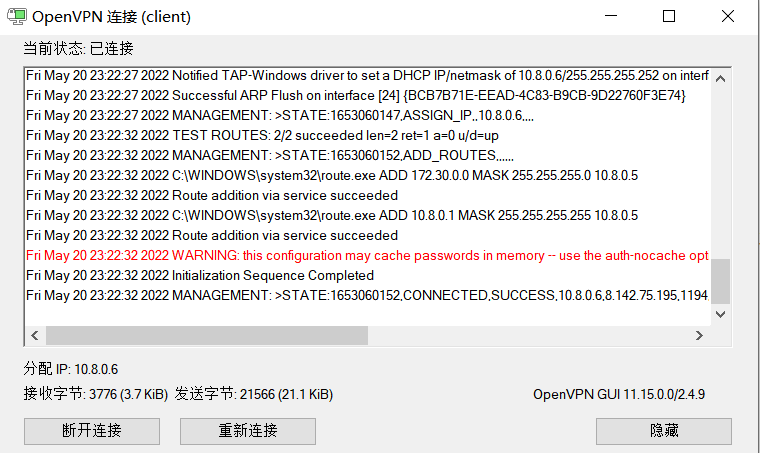 OpenVPN 连接 (client)
当前状态: 已连接
Fri May 20 23:22:27 2022 Notified TAP-Windows driver to set a DHCP IP/netmask of 10.8.0.6/255.255.255.252 on interf
Fri May 20 23:22:27 2022 Successful ARP Flush on interface [24] {BCB7B71E-EEAD-4C83-B9CB-9D22760F3E74}
Fri May 20 23:22:27 2022 MANAGEMENT: >STATE:1653060147,ASSIGN_IP,,10.8.0.6,,,,
Fri May 20 23:22:32 2022 TEST ROUTES: 2/2 succeeded len=2 ret=1 a=0 u/d=up
Fri May 20 23:22:32 2022 MANAGEMENT: >STATE:1653060152,ADD_ROUTES,,,,,,
Fri May 20 23:22:32 2022 C:\WINDOWS\system32\route.exe ADD 172.30.0.0 MASK 255.255.255.0 10.8.0.5
Fri May 20 23:22:32 2022 Route addition via service succeeded
Fri May 20 23:22:32 2022 C:\WINDOWS\system32\route.exe ADD 10.8.0.1 MASK 255.255.255.255 10.8.0.5
Fri May 20 23:22:32 2022 Route addition via service succeeded
Fri May 20 23:22:32 2022 WARNING: this configuration may cache passwords in memory -- use the auth-nocache opt
Fri May 20 23:22:32 2022 Initialization Sequence Completed
Fri May 20 23:22:32 2022 MANAGEMENT: >STATE:1653060152,CONNECTED,SUCCESS,10.8.0.6,8.142.75.195,1194
分配 IP: 10.8.0.6
接收字节: 3776 (3.7 KiB) 发送字节: 21566 (21.1 KiB) OpenVPN GUI 11.15.0.0/2.4.9
断开连接 重新连接 隐藏